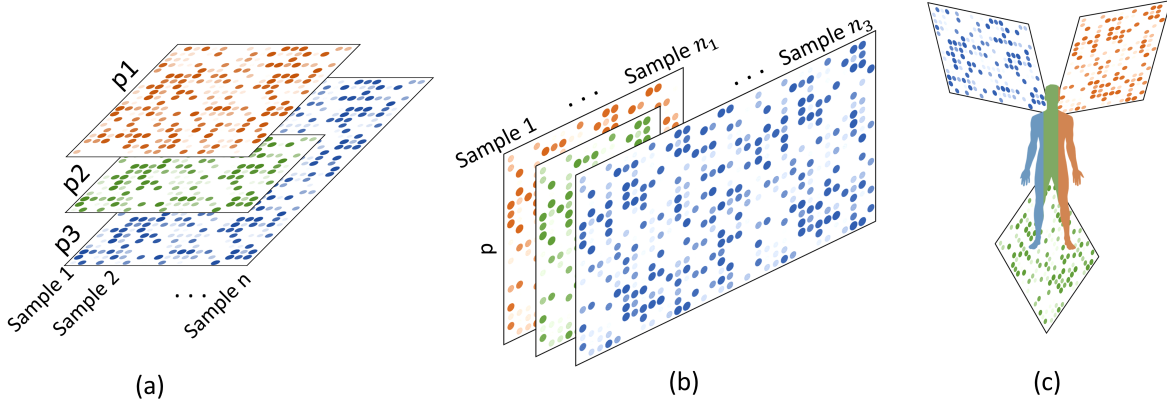 p1
p2
p3
Sample 1
Sample 2
. . .
Sample n
(a)
Sample 1
. . .
Sample n₁
. . .
Sample n₃
p
(b)
(c)